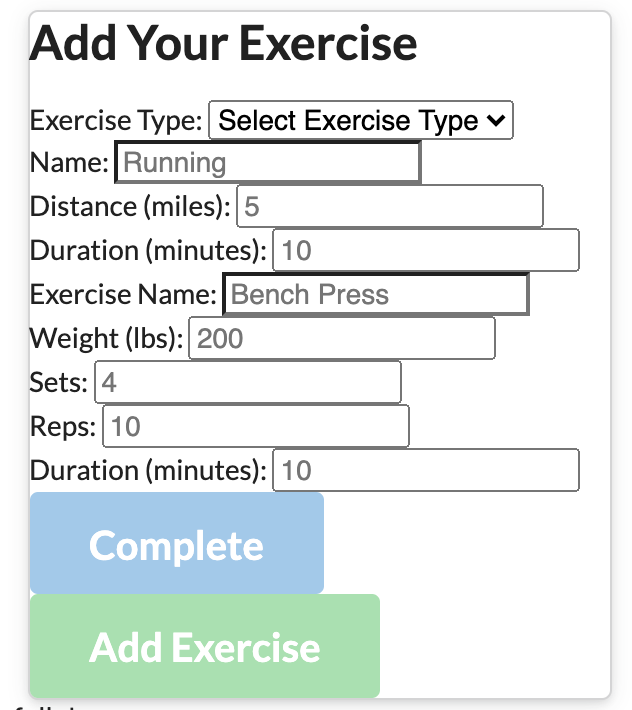 Add Your Exercise
Exercise Type: Select Exercise Type
Name: Running
Distance (miles): 5
Duration (minutes): 10
Exercise Name: Bench Press
Weight (lbs): 200
Sets: 4
Reps: 10
Duration (minutes): 10
Complete
Add Exercise